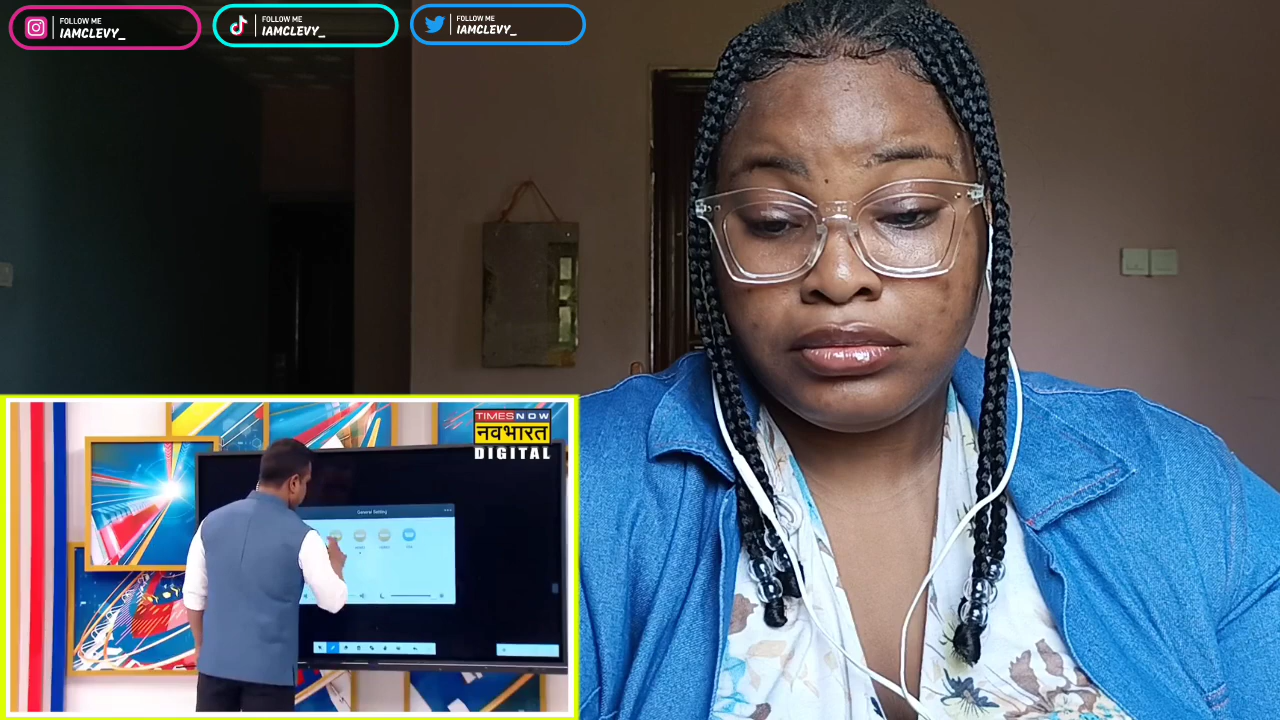 FOLLOW ME
IAMCLEVY_
FOLLOW ME
IAMCLEVY_
FOLLOW ME
IAMCLEVY_
TIMES NOW
नवभारत
DIGITAL
General Setting